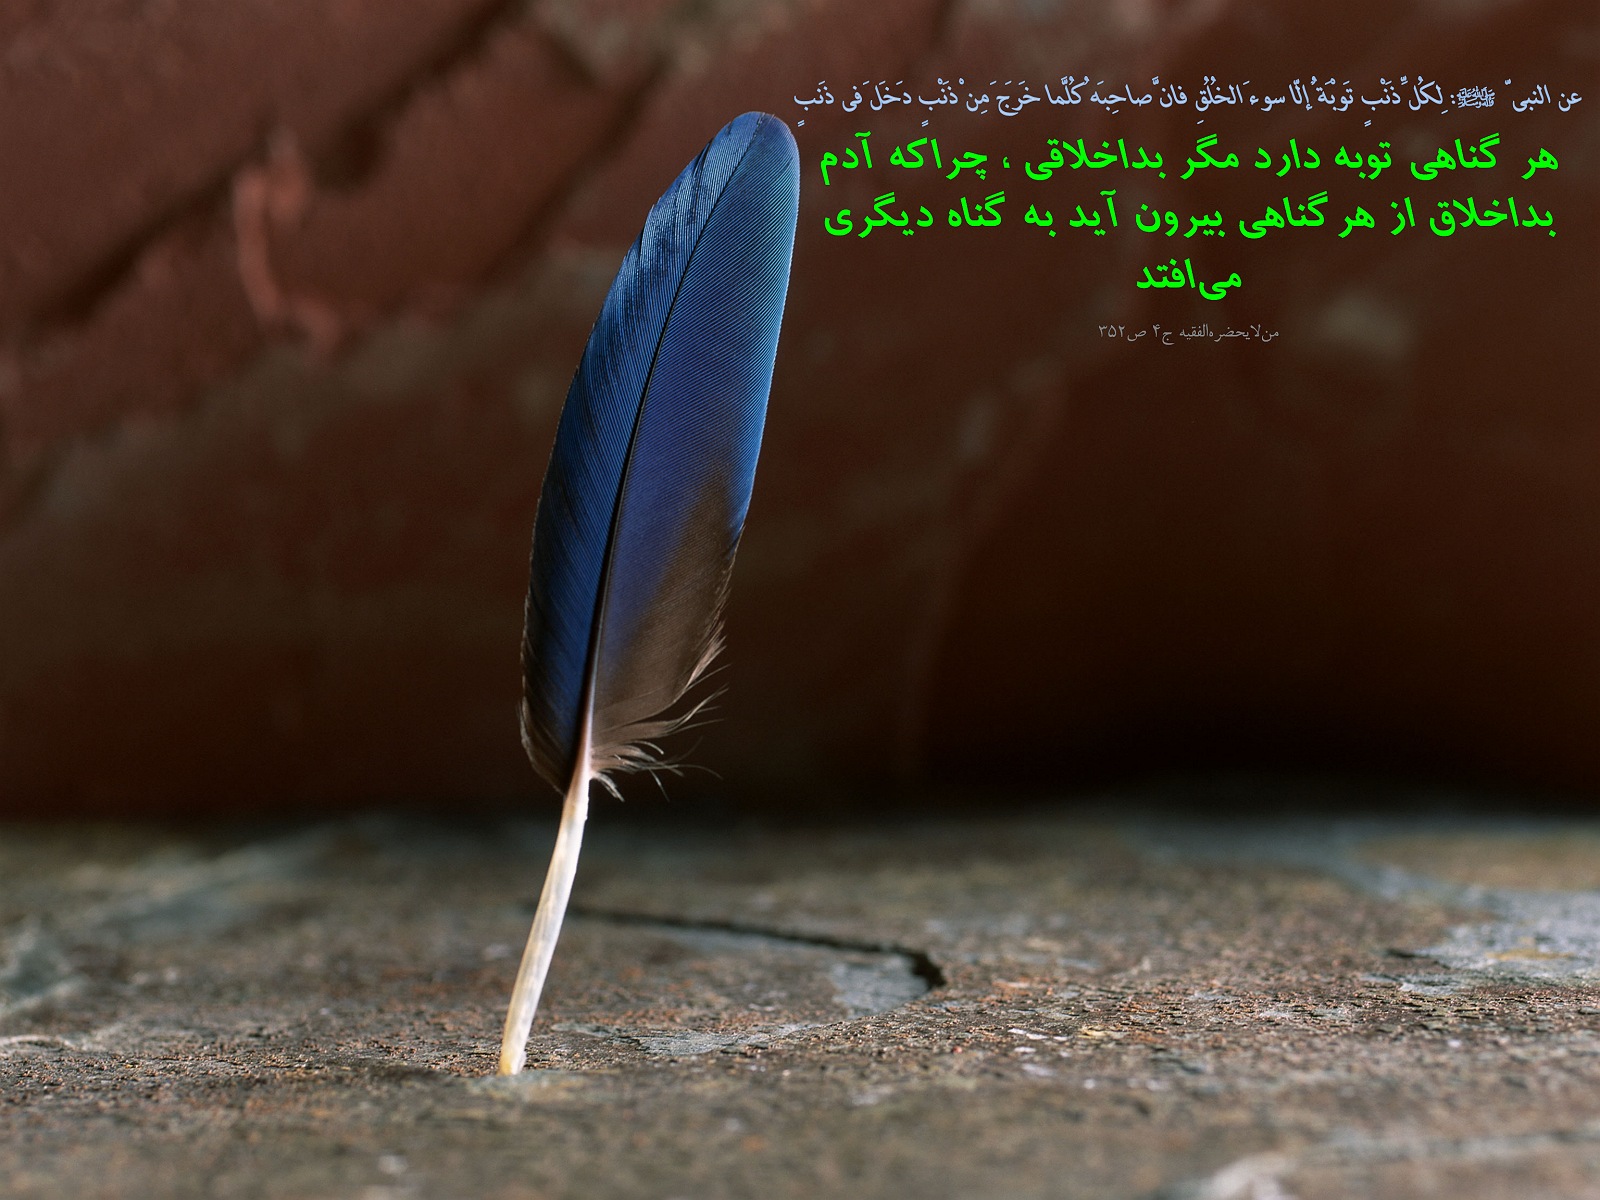 عن النبیّ ﷺ: لِکُلِّ ذَنْبٍ تَوبْةَُ إلّا سوءَ الخُلُقِ فانَّ صاحِبَهُ کُلَّما خَرَجَ مِنْ ذَنْبٍ دَخَلَ فی ذَنبٍ
هر گناهی توبه دارد مگر بداخلاقی ، چراکه آدم
بداخلاق از هر گناهی بیرون آید به گناه دیگری
می‌افتد
من‌لایحضره‌الفقیه ج۴ ص۳۵۲